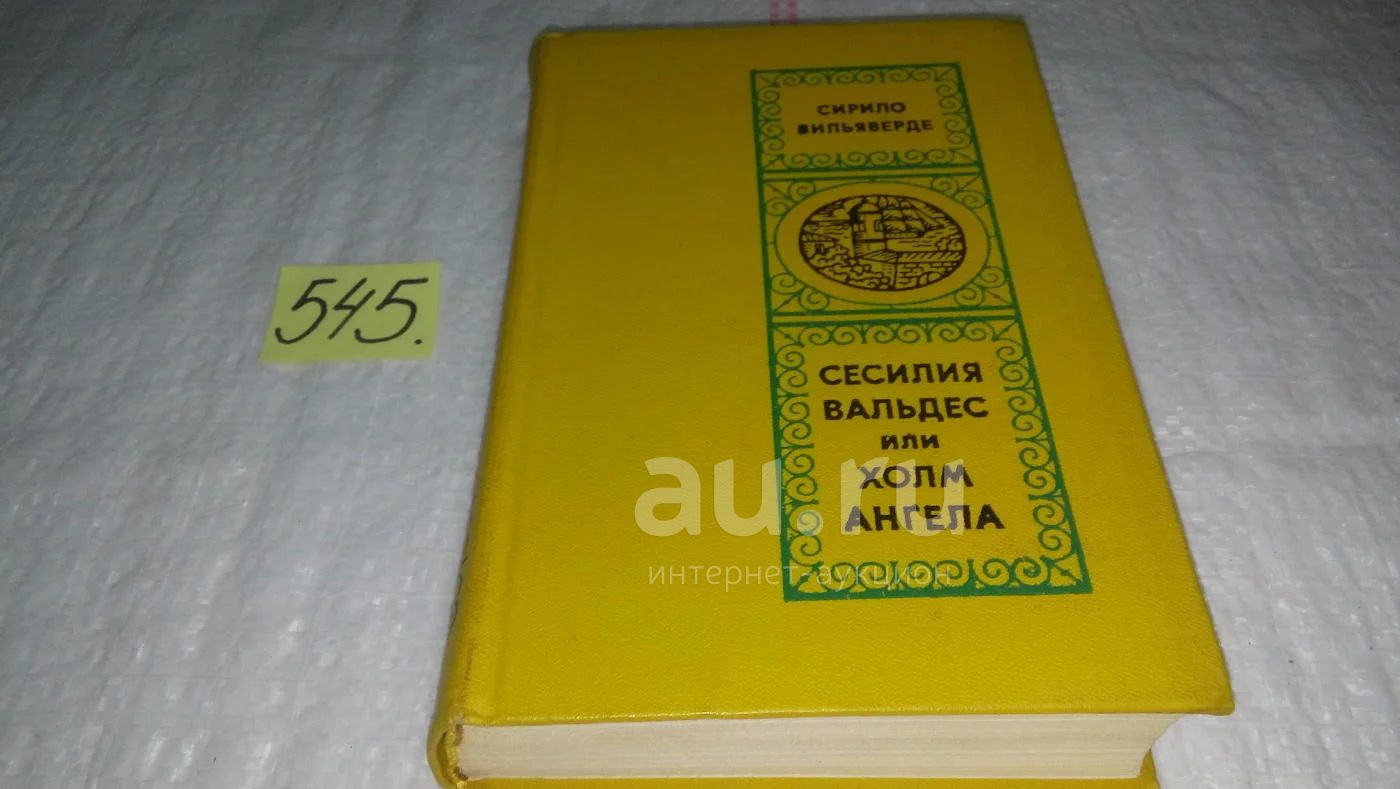 СИРИЛО
ВИЛЬЯВЕРДЕ
545.
СЕСИЛИЯ
ВАЛЬДЕС
ИЛИ
ХОЛМ
АНГЕЛА
au.ru
интернет-аукцион